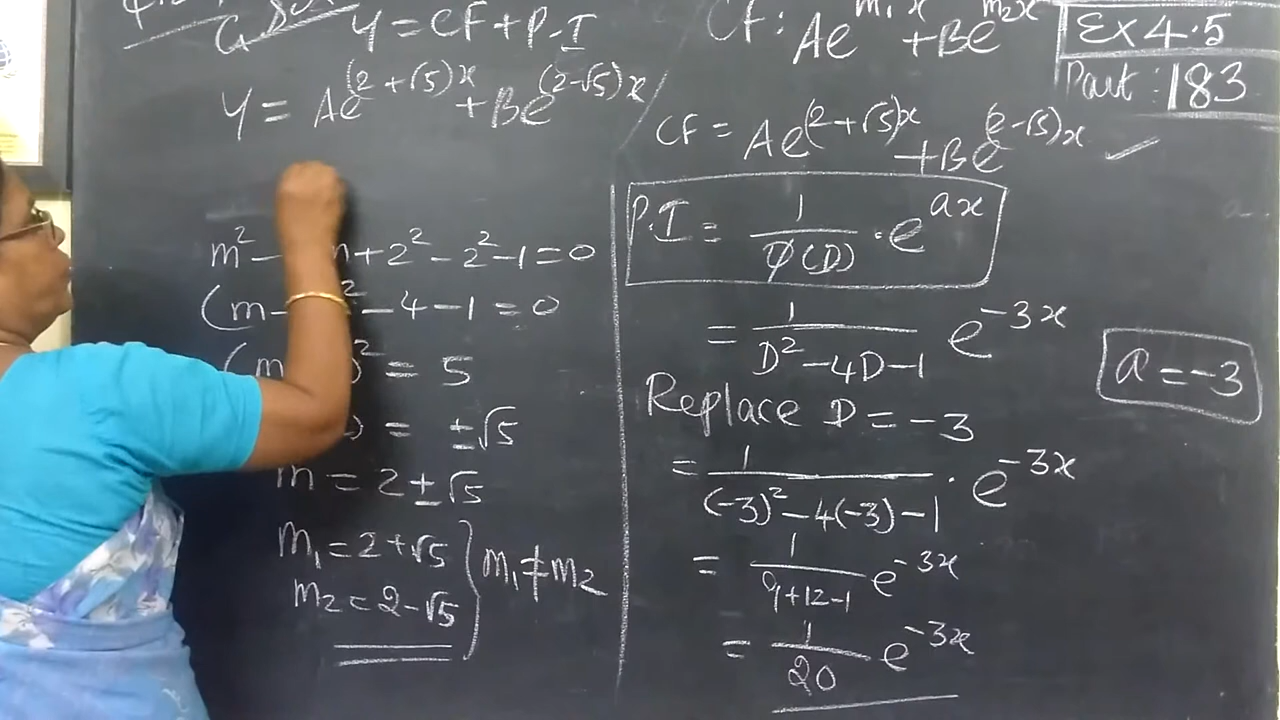 Y = CF + P.I
Y = Ae^(2+√5)x + Be^(2-√5)x
m² - m + 2² - 2² - 1 = 0
(m - ² - 4 - 1 = 0
(m )² = 5
) = ±√5
m = 2 ± √5
m₁ = 2 + √5
m₂ = 2 - √5
} m₁ ≠ m₂
CF : Ae^m₁x + Be^m₂x
CF = Ae^(2+√5)x + Be^(2-√5)x ✓
P.I = 1/φ(D) · e^ax
= 1/(D² - 4D - 1) e^-3x
Replace D = -3
= 1/((-3)² - 4(-3) - 1) · e^-3x
= 1/(9+12-1) e^-3x
= 1/20 e^-3x
EX 4.5
Part : 183
a = -3